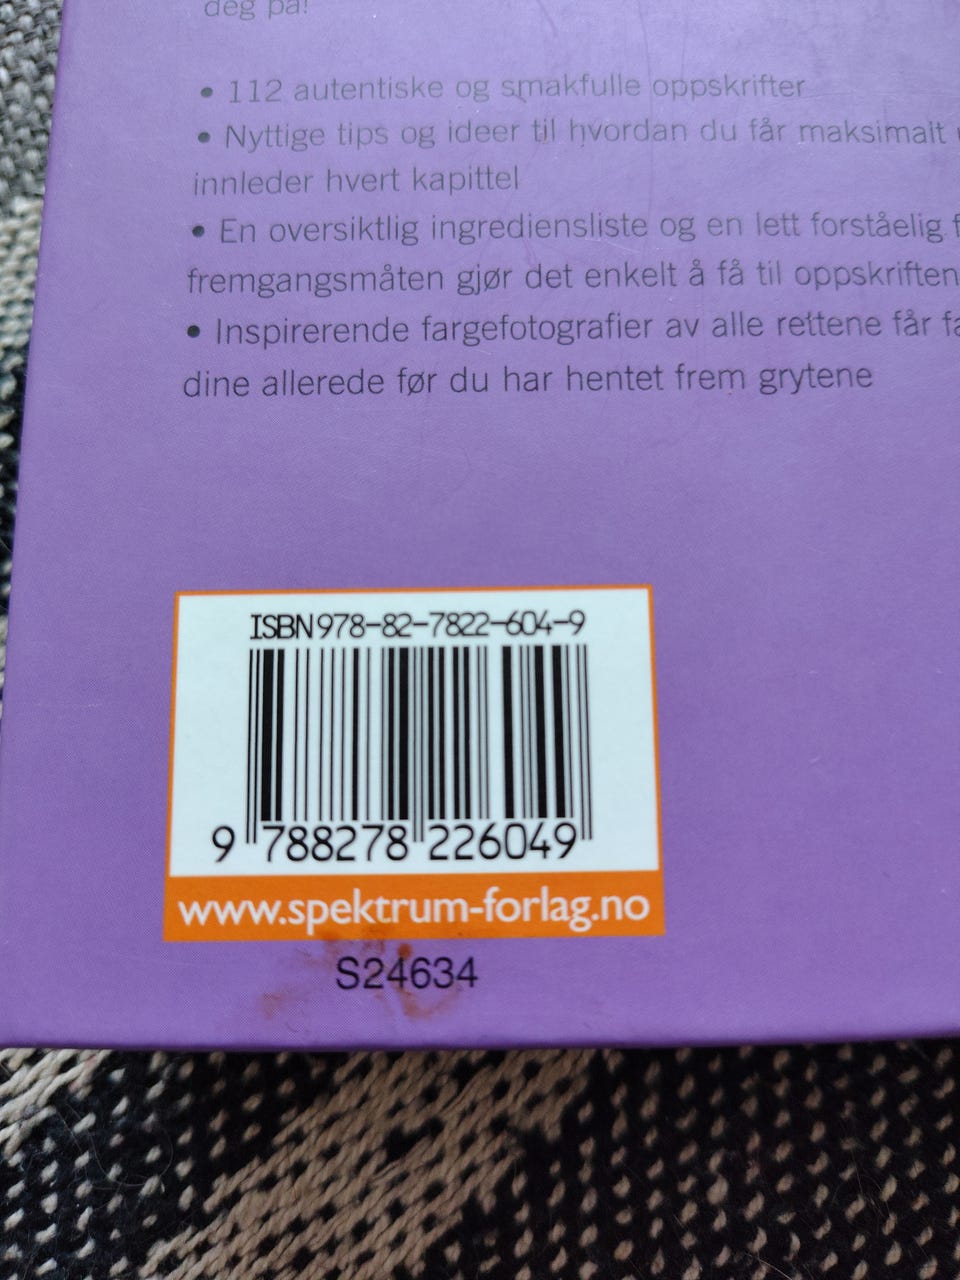 deg på!
• 112 autentiske og smakfulle oppskrifter
• Nyttige tips og ideer til hvordan du får maksimalt
innleder hvert kapittel
• En oversiktlig ingrediensliste og en lett forståelig
fremgangsmåten gjør det enkelt å få til oppskriften
• Inspirerende fargefotografier av alle rettene får
dine allerede før du har hentet frem grytene
ISBN 978-82-7822-604-9
9 788278 226049
www.spektrum-forlag.no
S24634